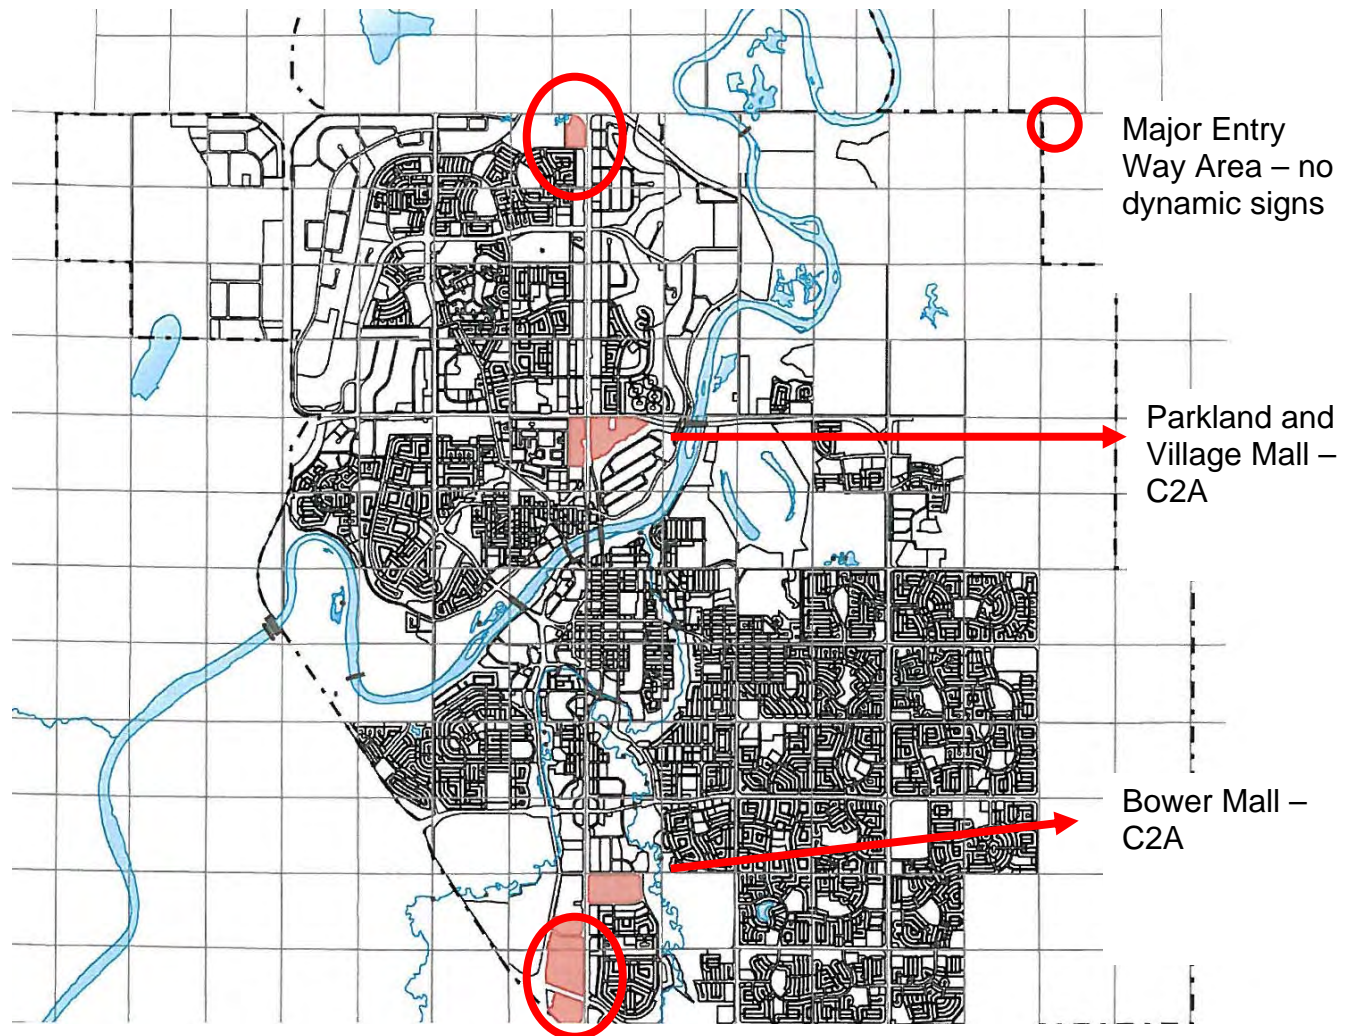 Major Entry
Way Area – no
dynamic signs
Parkland and
Village Mall –
C2A
Bower Mall –
C2A